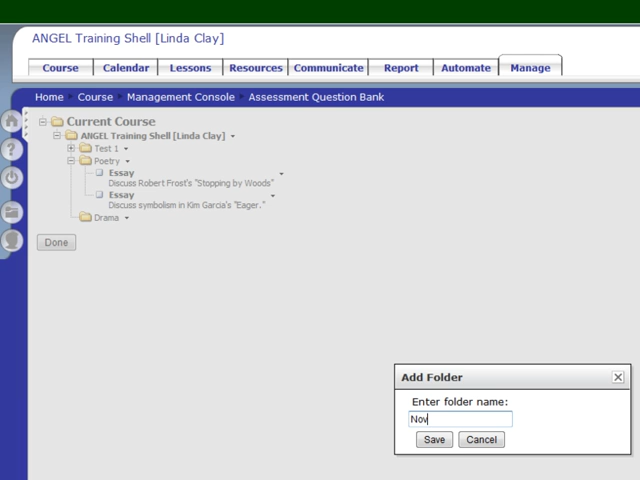 ANGEL Training Shell [Linda Clay]
Course Calendar Lessons Resources Communicate Report Automate Manage
Home Course Management Console Assessment Question Bank
Current Course
ANGEL Training Shell [Linda Clay]
Test 1
Poetry
Essay
Discuss Robert Frost's "Stopping by Woods"
Essay
Discuss symbolism in Kim Garcia's "Eager."
Drama
Done
Add Folder
Enter folder name:
Nov
Save Cancel